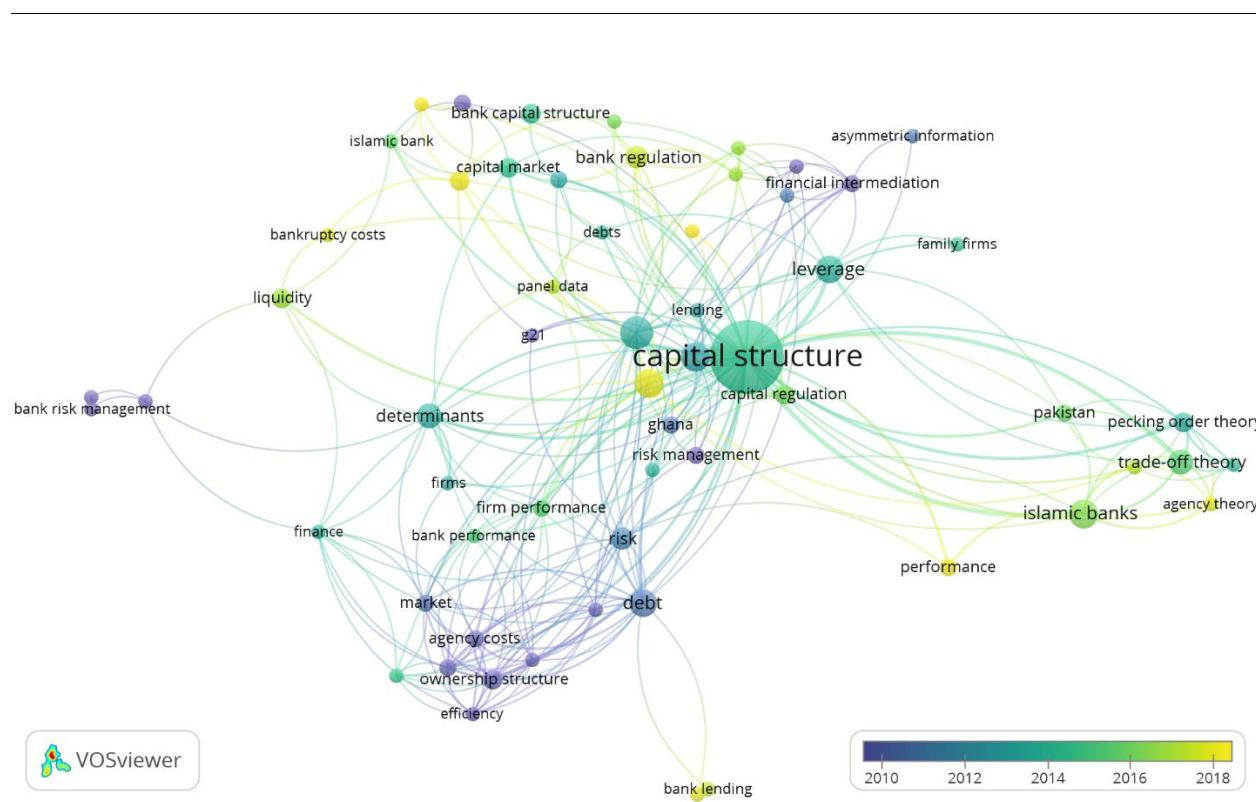 bank capital structure
asymmetric information
islamic bank
bank regulation
capital market
financial intermediation
bankruptcy costs
debts
family firms
leverage
panel data
liquidity
lending
g21
capital structure
capital regulation
bank risk management
determinants
ghana
pakistan
pecking order theory
risk management
trade-off theory
firms
firm performance
agency theory
islamic banks
finance
bank performance
risk
performance
market
debt
agency costs
ownership structure
efficiency
VOSviewer
bank lending
2010 2012 2014 2016 2018